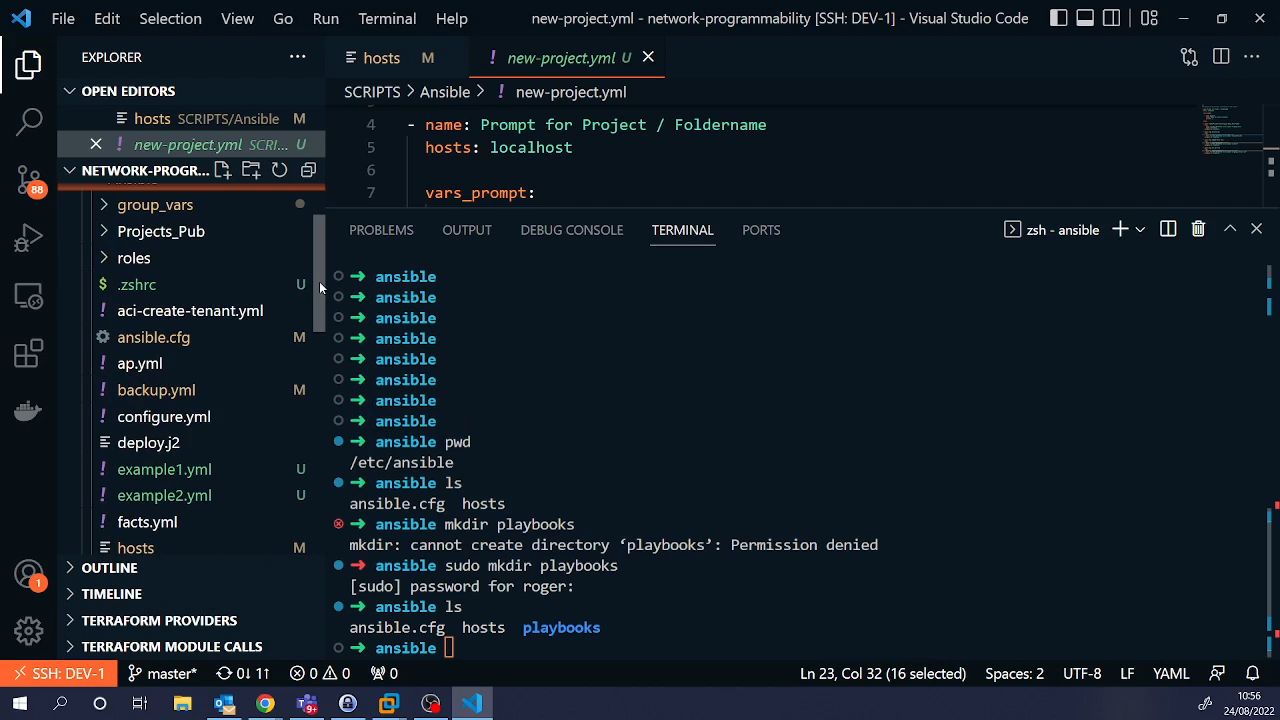 File Edit Selection View Go Run Terminal Help new-project.yml - network-programmability [SSH: DEV-1] - Visual Studio Code
EXPLORER
hosts M
! new-project.yml U
OPEN EDITORS
SCRIPTS > Ansible > ! new-project.yml
hosts SCRIPTS/Ansible M
! new-project.yml SCRI... U
4 - name: Prompt for Project / Foldername
5 hosts: localhost
6
7 vars_prompt:
NETWORK-PROGR...
88
group_vars
Projects_Pub
roles
$ .zshrc U
! aci-create-tenant.yml
ansible.cfg M
! ap.yml
! backup.yml M
! configure.yml
deploy.j2
! example1.yml U
! example2.yml U
! facts.yml
hosts
OUTLINE
TIMELINE
TERRAFORM PROVIDERS
TERRAFORM MODULE CALLS
1
PROBLEMS OUTPUT DEBUG CONSOLE TERMINAL PORTS
zsh - ansible
➜ ansible
➜ ansible
➜ ansible
➜ ansible
➜ ansible
➜ ansible
➜ ansible
➜ ansible
➜ ansible pwd
/etc/ansible
➜ ansible ls
ansible.cfg hosts
➜ ansible mkdir playbooks
mkdir: cannot create directory ‘playbooks’: Permission denied
➜ ansible sudo mkdir playbooks
[sudo] password for roger:
➜ ansible ls
ansible.cfg hosts playbooks
➜ ansible
SSH: DEV-1 master* 0↓ 1↑ 0 0 0 Ln 23, Col 32 (16 selected) Spaces: 2 UTF-8 LF YAML
10:56
24/08/2022